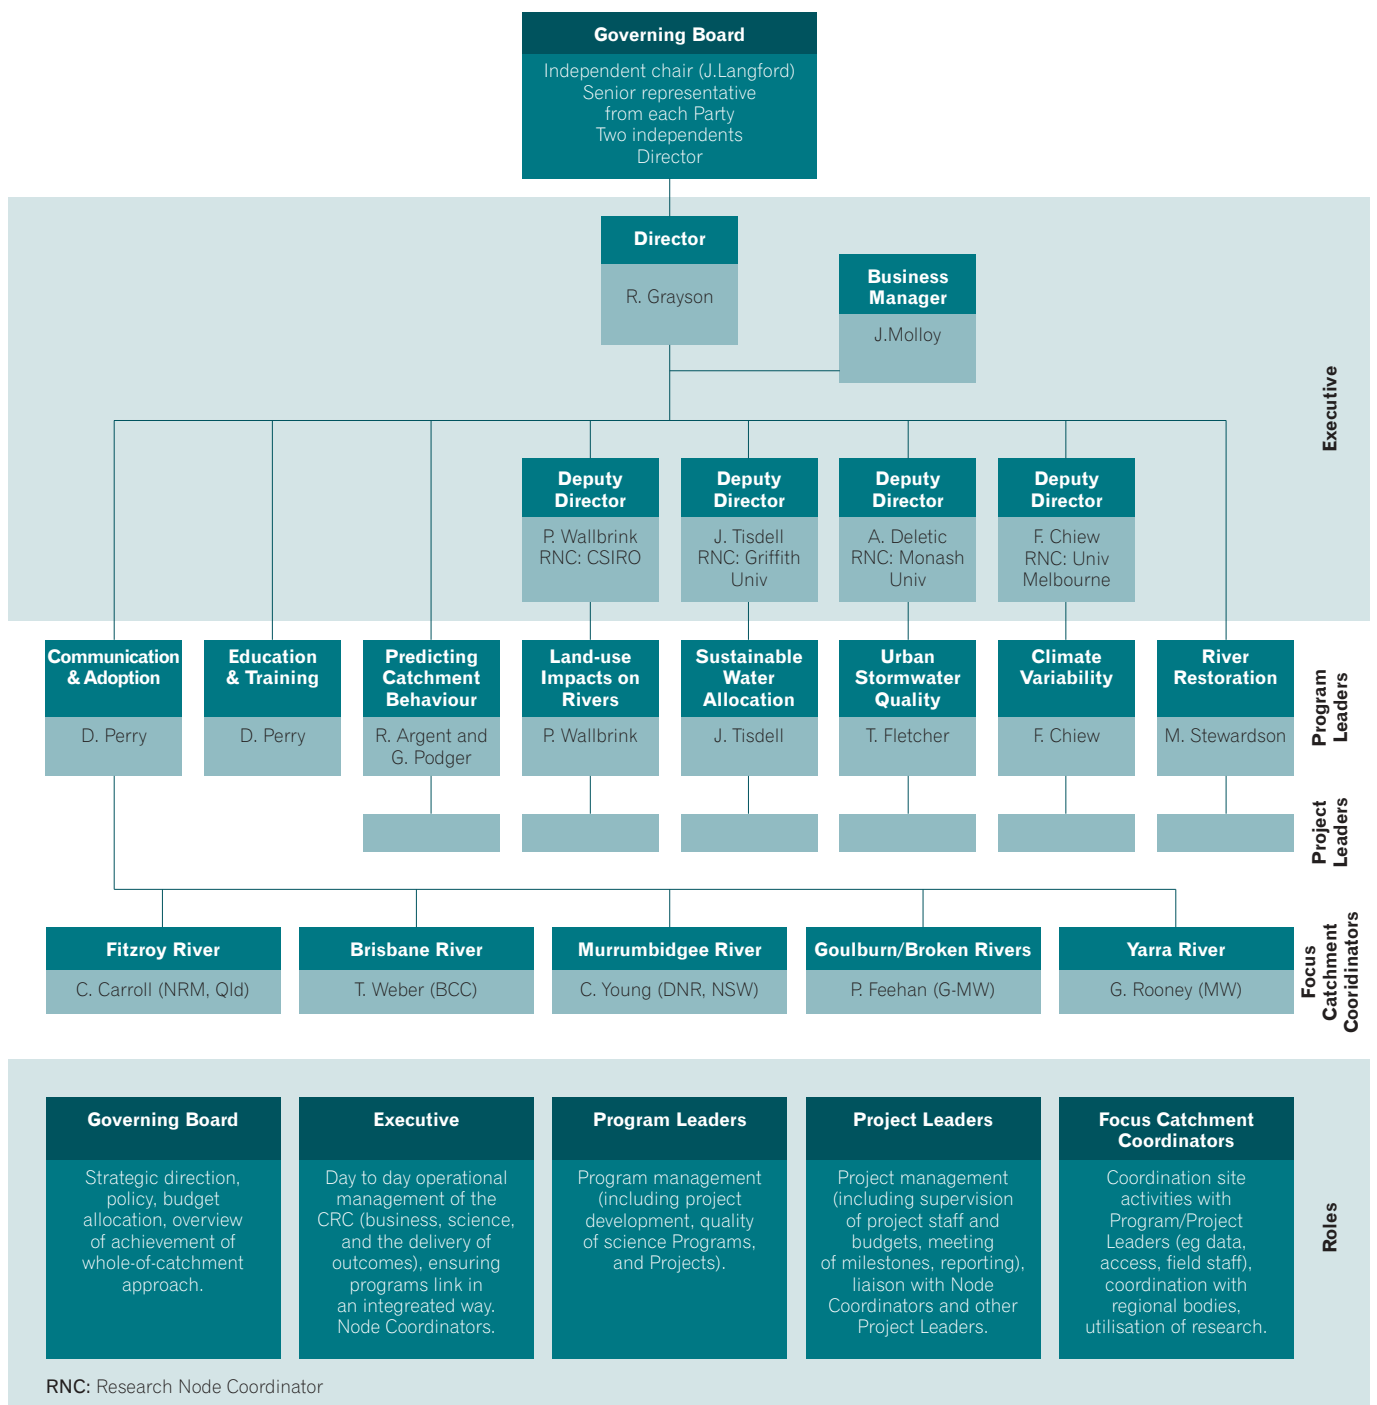 Governing Board
Independent chair (J.Langford)
Senior representative
from each Party
Two independents
Director
Director
R. Grayson
Business
Manager
J.Molloy
Executive
Deputy
Director
P. Wallbrink
RNC: CSIRO
Deputy
Director
J. Tisdell
RNC: Griffith
Univ
Deputy
Director
A. Deletic
RNC: Monash
Univ
Deputy
Director
F. Chiew
RNC: Univ
Melbourne
Communication
& Adoption
D. Perry
Education
& Training
D. Perry
Predicting
Catchment
Behaviour
R. Argent and
G. Podger
Land-use
Impacts on
Rivers
P. Wallbrink
Sustainable
Water
Allocation
J. Tisdell
Urban
Stormwater
Quality
T. Fletcher
Climate
Variability
F. Chiew
River
Restoration
M. Stewardson
Program
Leaders
Project
Leaders
Fitzroy River
C. Carroll (NRM, Qld)
Brisbane River
T. Weber (BCC)
Murrumbidgee River
C. Young (DNR, NSW)
Goulburn/Broken Rivers
P. Feehan (G-MW)
Yarra River
G. Rooney (MW)
Focus
Catchment
Cooridinators
Governing Board
Strategic direction,
policy, budget
allocation, overview
of achievement of
whole-of-catchment
approach.
Executive
Day to day operational
management of the
CRC (business, science,
and the delivery of
outcomes), ensuring
programs link in
an integreated way.
Node Coordinators.
Program Leaders
Program management
(including project
development, quality
of science Programs,
and Projects).
Project Leaders
Project management
(including supervision
of project staff and
budgets, meeting
of milestones, reporting),
liaison with Node
Coordinators and other
Project Leaders.
Focus Catchment
Coordinators
Coordination site
activities with
Program/Project
Leaders (eg data,
access, field staff),
coordination with
regional bodies,
utilisation of research.
Roles
RNC: Research Node Coordinator